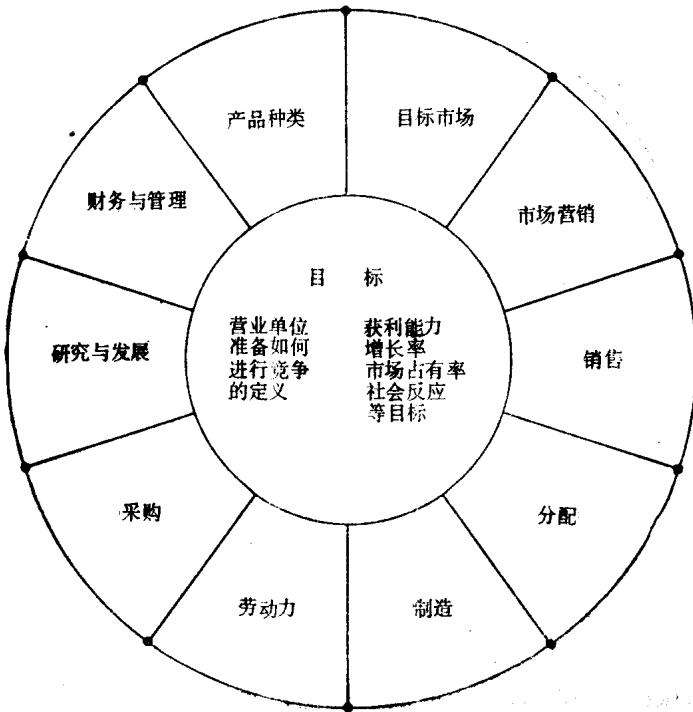 产品种类
目标市场
财务与管理
市场营销
目 标
营业单位
准备如何
进行竞争
的定义
获利能力
增长率
市场占有率
社会反应
等目标
研究与发展
销售
采购
分配
劳动力
制造